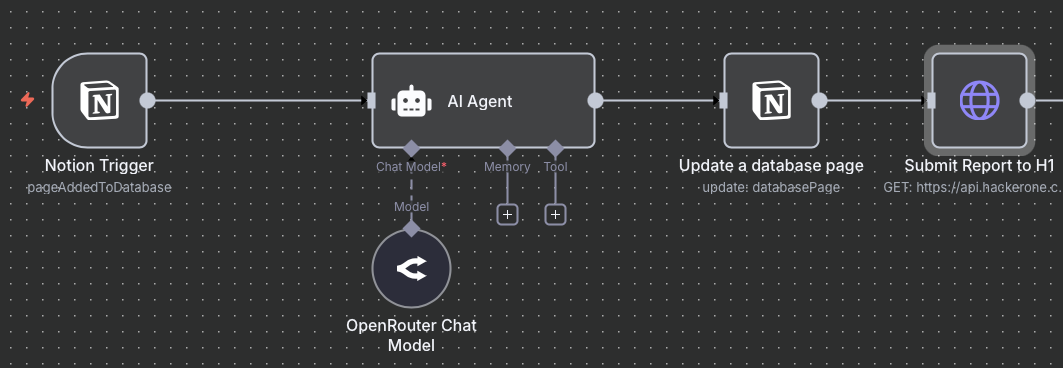 AI Agent
Chat Model*
Memory
Tool
Notion Trigger
pageAddedToDatabase
Update a database page
update: databasePage
Submit Report to H1
GET: https://api.hackerone.c...
Model
+
+
OpenRouter Chat
Model